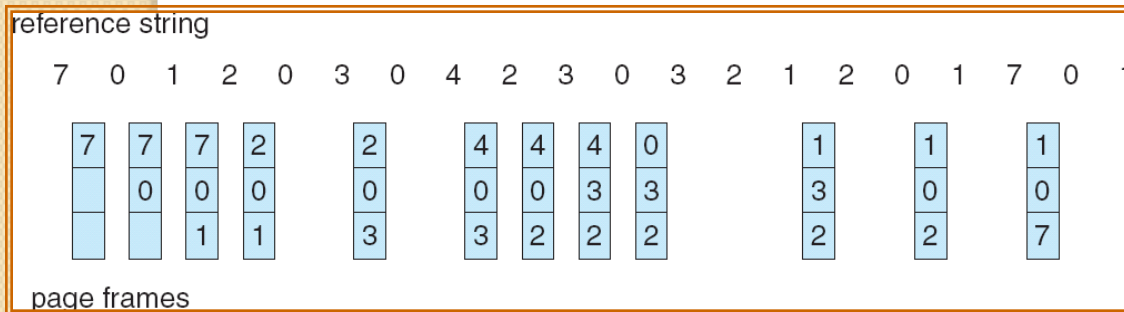 reference string
7 0 1 2 0 3 0 4 2 3 0 3 2 1 2 0 1 7 0
7 7 7 2 2 4 4 4 0 1 1 1
0 0 0 0 0 0 3 3 3 0 0
1 1 3 3 2 2 2 2 2 7
page frames